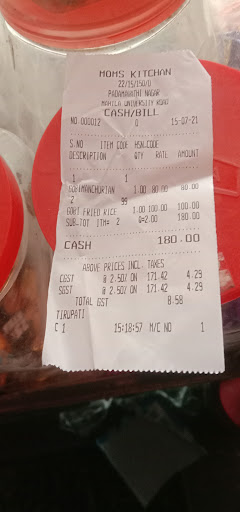 MOMS KITCHAN
22/15/150/D
PADAMAVATHI NAGAR
MAHILA UNIVERSITY ROAD
CASH/BILL
NO.000012 0 15-07-21
S.NO ITEM CODE HSN-CODE
DESCRIPTION QTY RATE AMOUNT
1 1
GOBIMANCHURIAN 1.00 80.00 80.00
2 99
GOBI FRIED RICE 1.00 100.00 100.00
SUB-TOT ITM= 2 Q=2.00 180.00
CASH 180.00
ABOVE PRICES INCL. TAXES
CGST @ 2.50% ON 171.42 4.29
SGST @ 2.50% ON 171.42 4.29
TOTAL GST 8.58
TIRUPATI
C 1 15:18:57 M/C NO 1